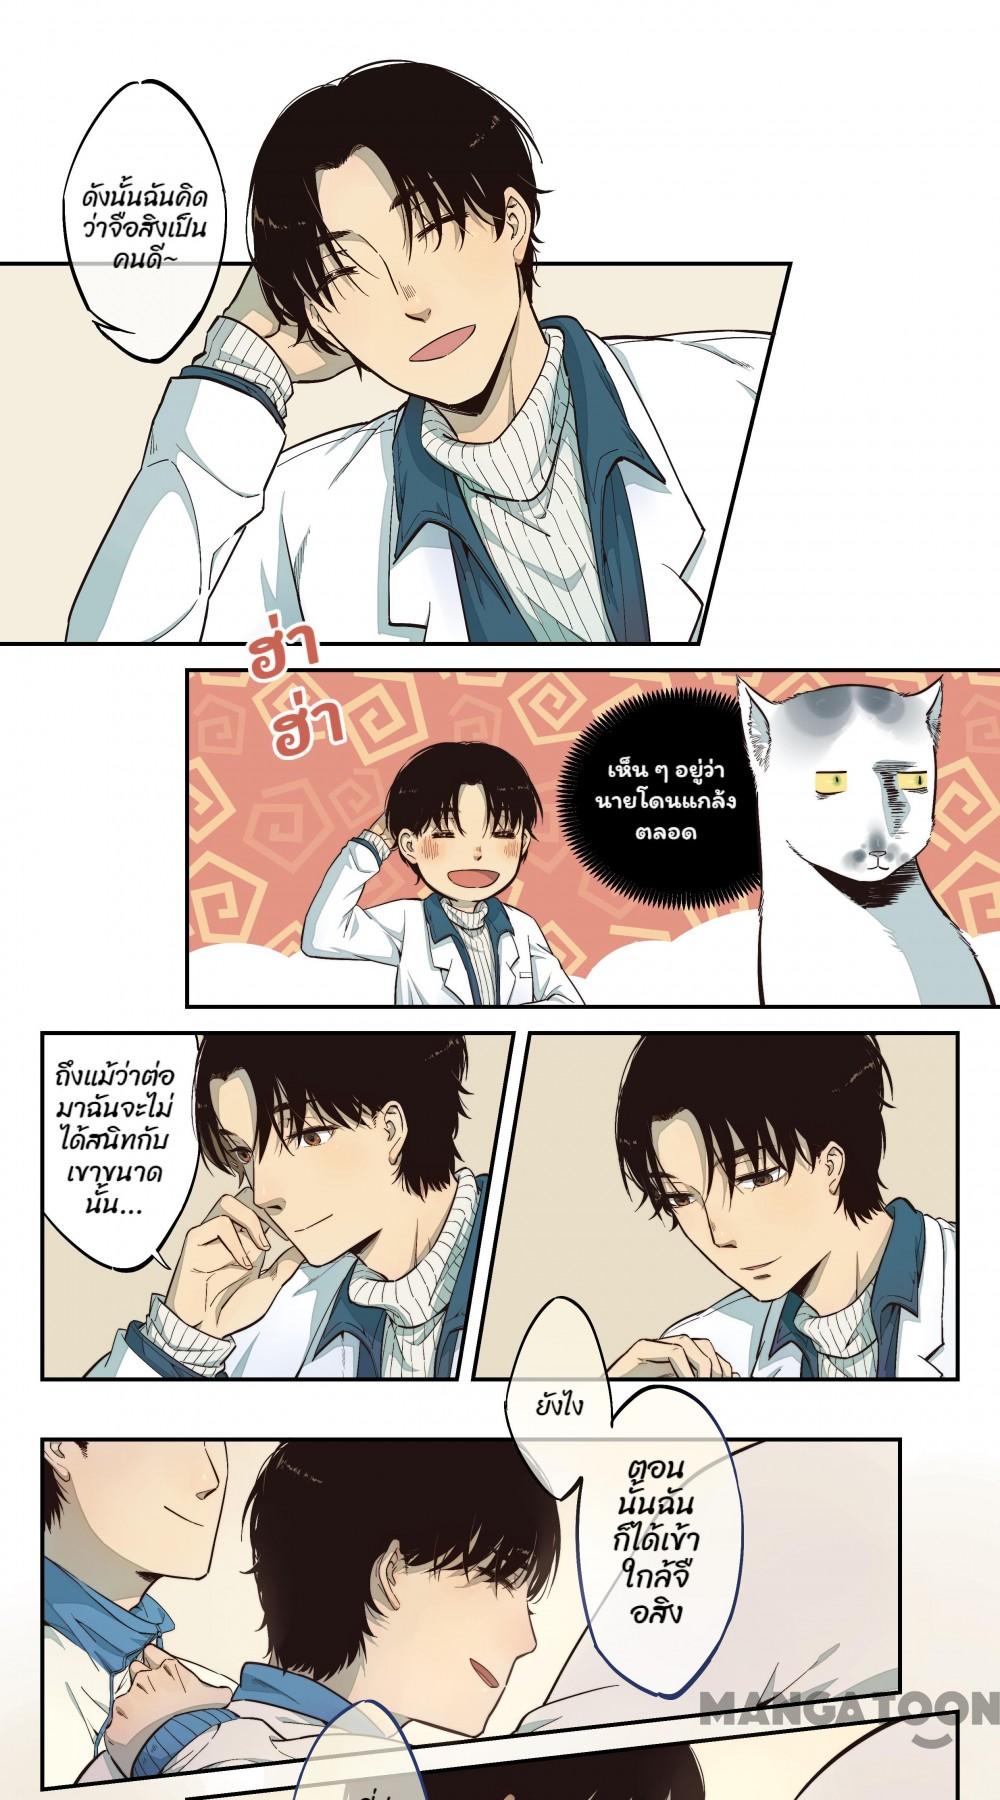 ดังนั้นฉันคิด
ว่าจือสิงเป็น
คนดี~
ฮ่า
ฮ่า
เห็น ๆ อยู่ว่า
นายโดนแกล้ง
ตลอด
ถึงแม้ว่าต่อ
มาฉันจะไม่
ได้สนิทกับ
เขาขนาด
นั้น...
ยังไง
ตอน
นั้นฉัน
ก็ได้เข้า
ใกล้จื
อสิง
MANGATOON